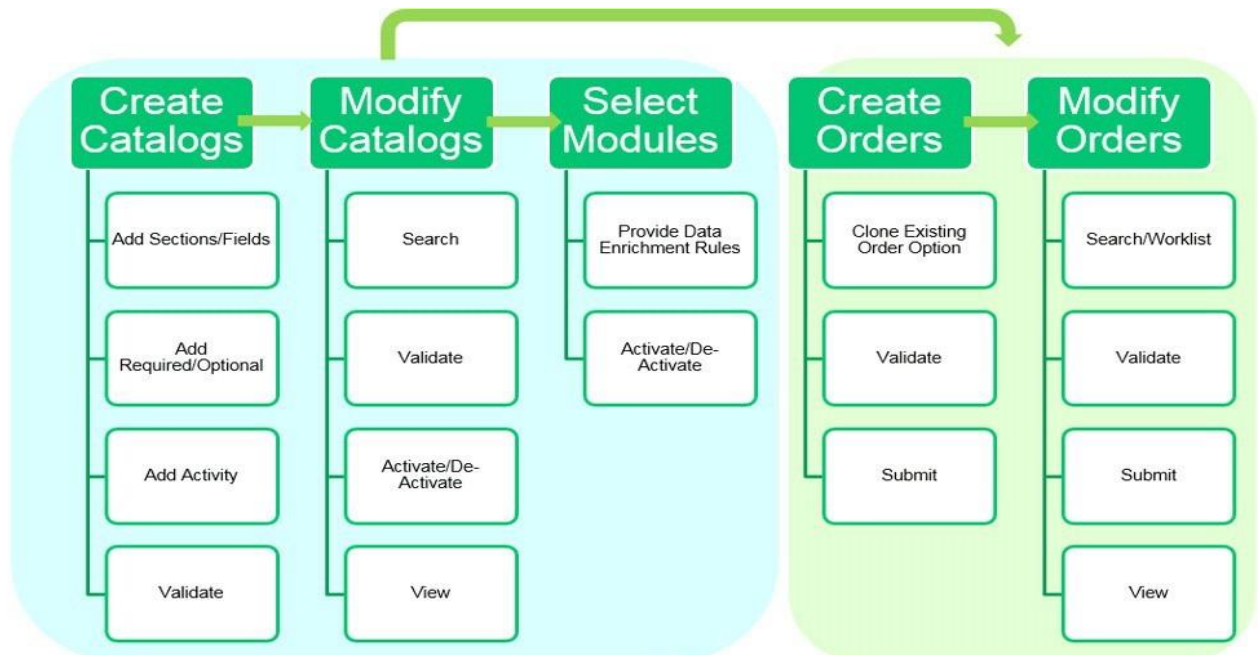 Create
Catalogs
Modify
Catalogs
Select
Modules
Create
Orders
Modify
Orders
Add Sections/Fields
Add
Required/Optional
Add Activity
Validate
Search
Validate
Activate/De-
Activate
View
Provide Data
Enrichment Rules
Activate/De-
Activate
Clone Existing
Order Option
Validate
Submit
Search/Worklist
Validate
Submit
View